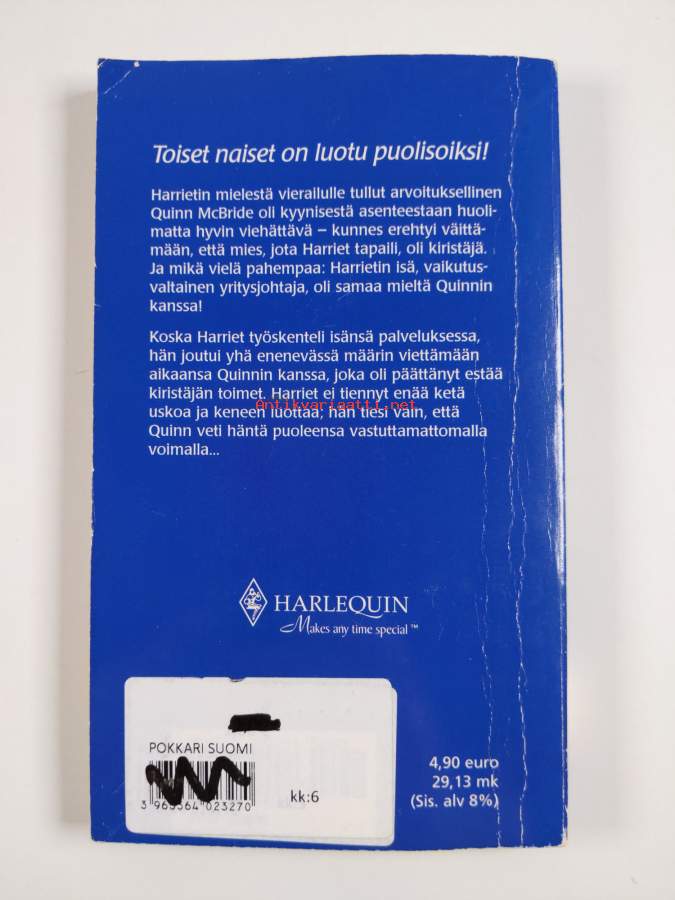 Toiset naiset on luotu puolisoiksi!
Harrietin mielestä vierailulle tullut arvoituksellinen
Quinn McBride oli kyynisestä asenteestaan huoli-
matta hyvin viehättävä – kunnes erehtyi väittä-
mään, että mies, jota Harriet tapaili, oli kiristäjä.
Ja mikä vielä pahempaa: Harrietin isä, vaikutus-
valtainen yritysjohtaja, oli samaa mieltä Quinnin
kanssa!
Koska Harriet työskenteli isänsä palveluksessa,
hän joutui yhä enenevässä määrin viettämään
aikaansa Quinnin kanssa, joka oli päättänyt estää
kiristäjän toimet. Harriet ei tiennyt enää ketä
Antikvariaatti.net
uskoa ja keneen luottaa; hän tiesi vain, että
Quinn veti häntä puoleensa vastuttamattomalla
voimalla...
HARLEQUIN
Makes any time special ™
POKKARI SUOMI
kk:6
4,90 euro
29,13 mk
(Sis. alv 8%)